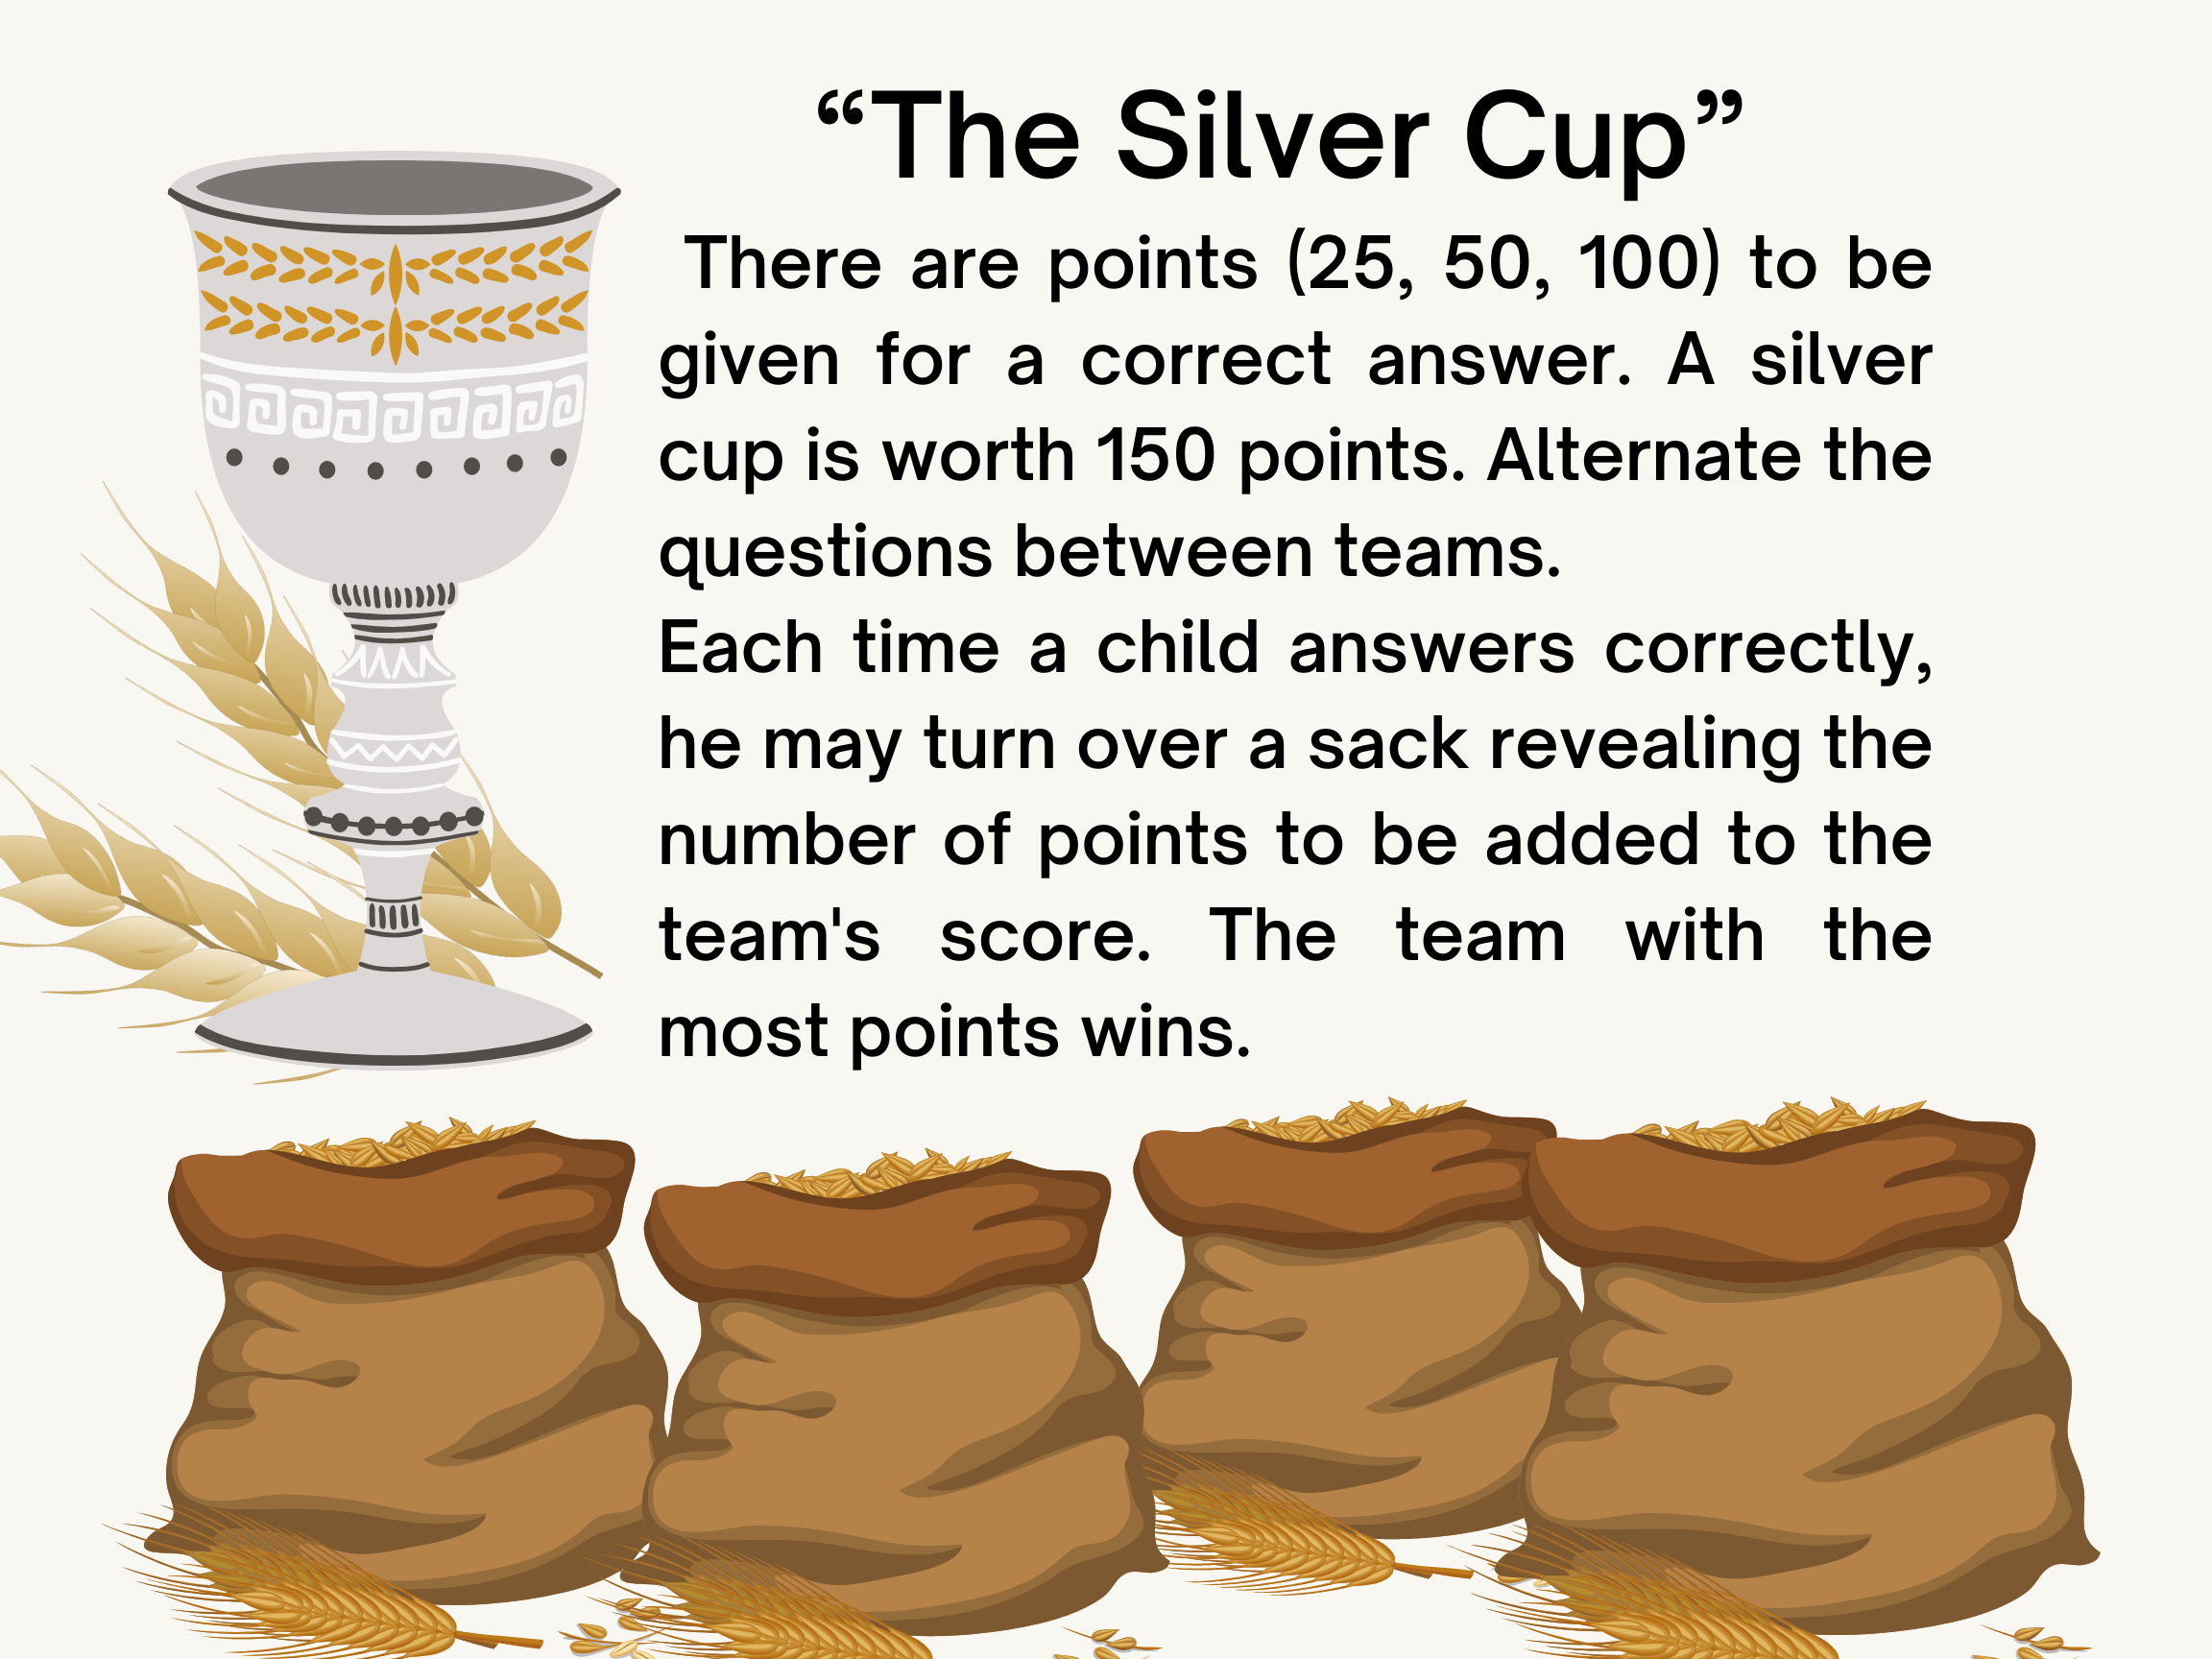 “The Silver Cup”
There are points (25, 50, 100) to be
given for a correct answer. A silver
cup is worth 150 points. Alternate the
questions between teams.
Each time a child answers correctly,
he may turn over a sack revealing the
number of points to be added to the
team's score. The team with the
most points wins.